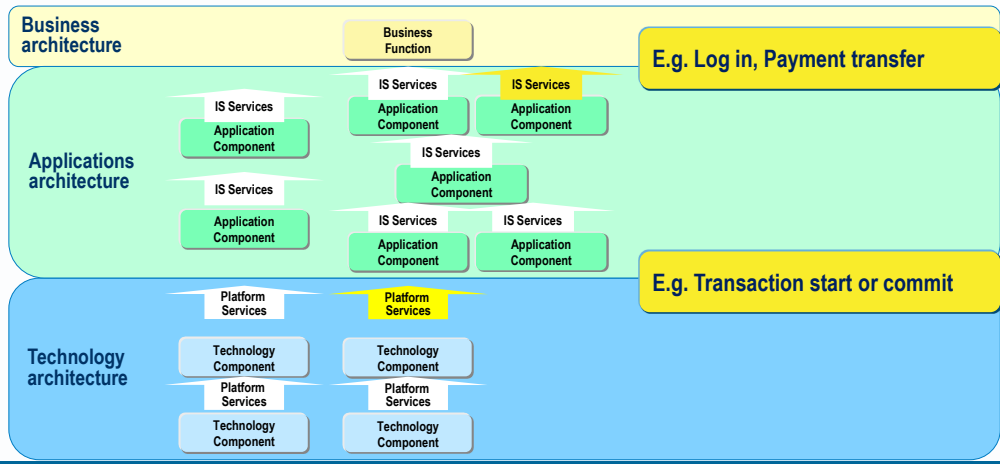 Business
architecture
Business
Function
E.g. Log in, Payment transfer
IS Services
IS Services
IS Services
Application
Component
Application
Component
Application
Component
IS Services
Applications
architecture
Application
Component
IS Services
Application
Component
IS Services
IS Services
Application
Component
Application
Component
E.g. Transaction start or commit
Platform
Services
Platform
Services
Technology
architecture
Technology
Component
Technology
Component
Platform
Services
Platform
Services
Technology
Component
Technology
Component